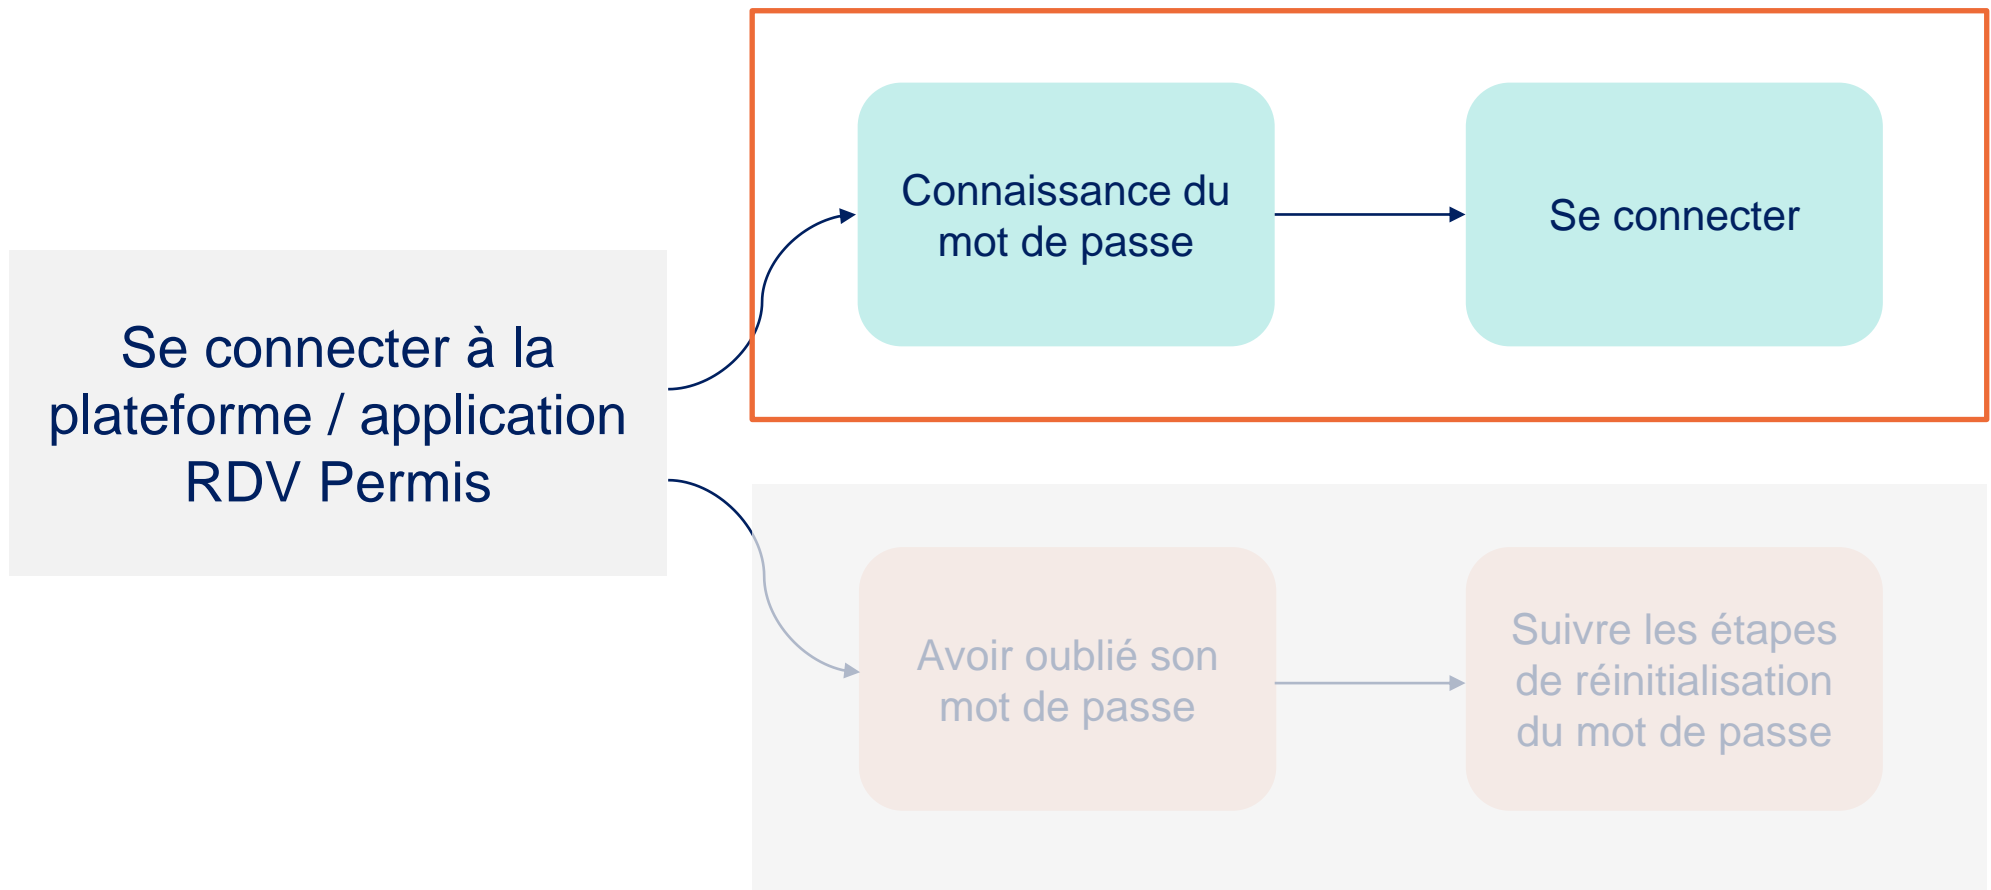 Se connecter à la
plateforme / application
RDV Permis
Connaissance du
mot de passe
Se connecter
Avoir oublié son
mot de passe
Suivre les étapes
de réinitialisation
du mot de passe